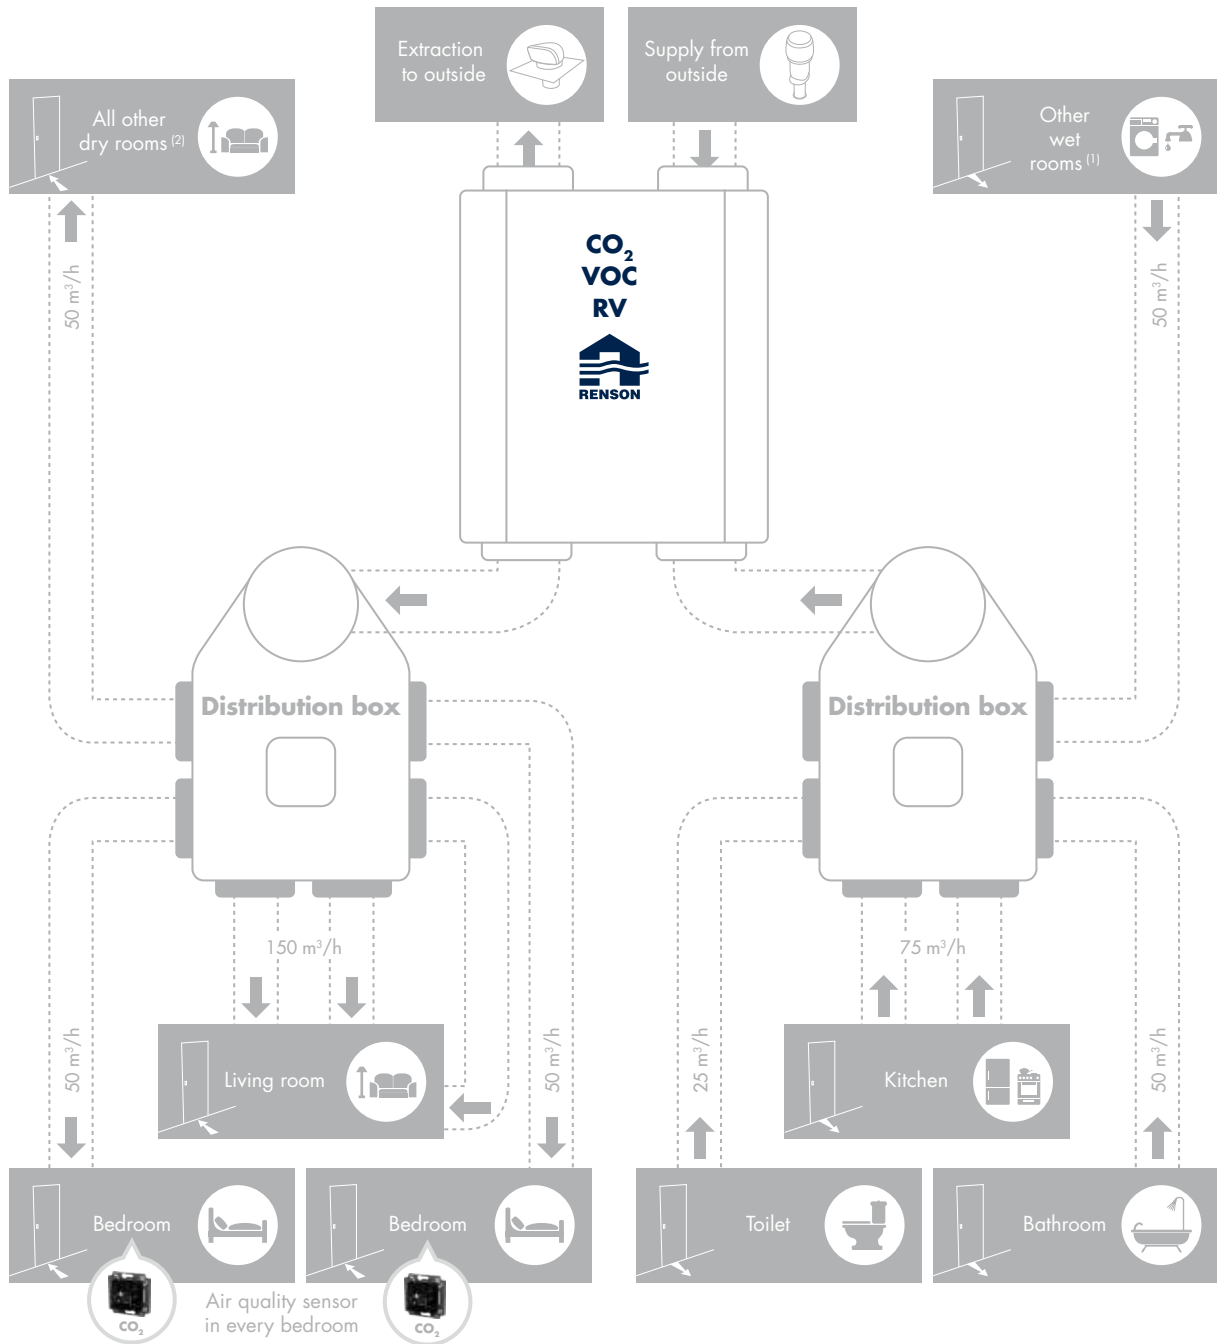 Extraction
to outside
Supply from
outside
All other
dry rooms (2)
Other
wet
rooms (1)
CO2
VOC
RV
RENSON
50 m³/h
50 m³/h
Distribution box
Distribution box
150 m³/h
75 m³/h
50 m³/h
50 m³/h
25 m³/h
50 m³/h
Living room
Kitchen
Bedroom
Bedroom
Toilet
Bathroom
CO2
Air quality sensor
in every bedroom
CO2